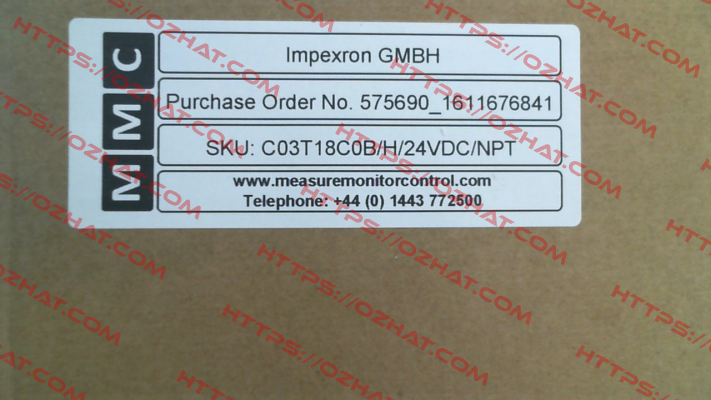 MMC
Impexron GMBH
Purchase Order No. 575690_1611676841
SKU: C03T18C0B/H/24VDC/NPT
www.measuremonitorcontrol.com
Telephone: +44 (0) 1443 772500
HTTPS://OZHAT.COM